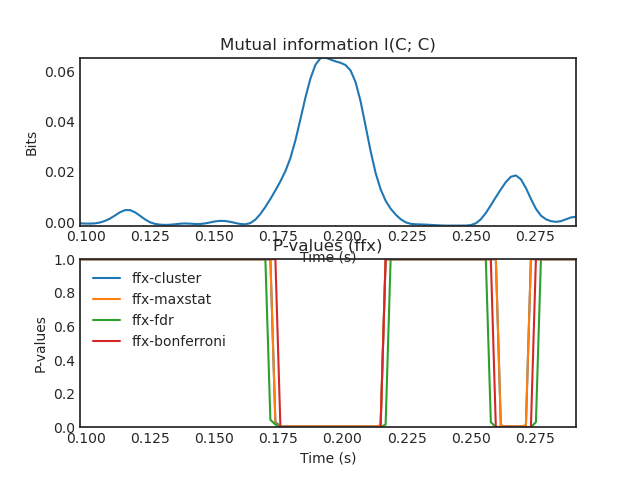 Mutual information I(C; C)
Bits
0.06
0.04
0.02
0.00
0.100 0.125 0.150 0.175 0.200 0.225 0.250 0.275
Time (s)
P-values (ffx)
P-values
1.0
0.8
0.6
0.4
0.2
0.0
ffx-cluster
ffx-maxstat
ffx-fdr
ffx-bonferroni
0.100 0.125 0.150 0.175 0.200 0.225 0.250 0.275
Time (s)